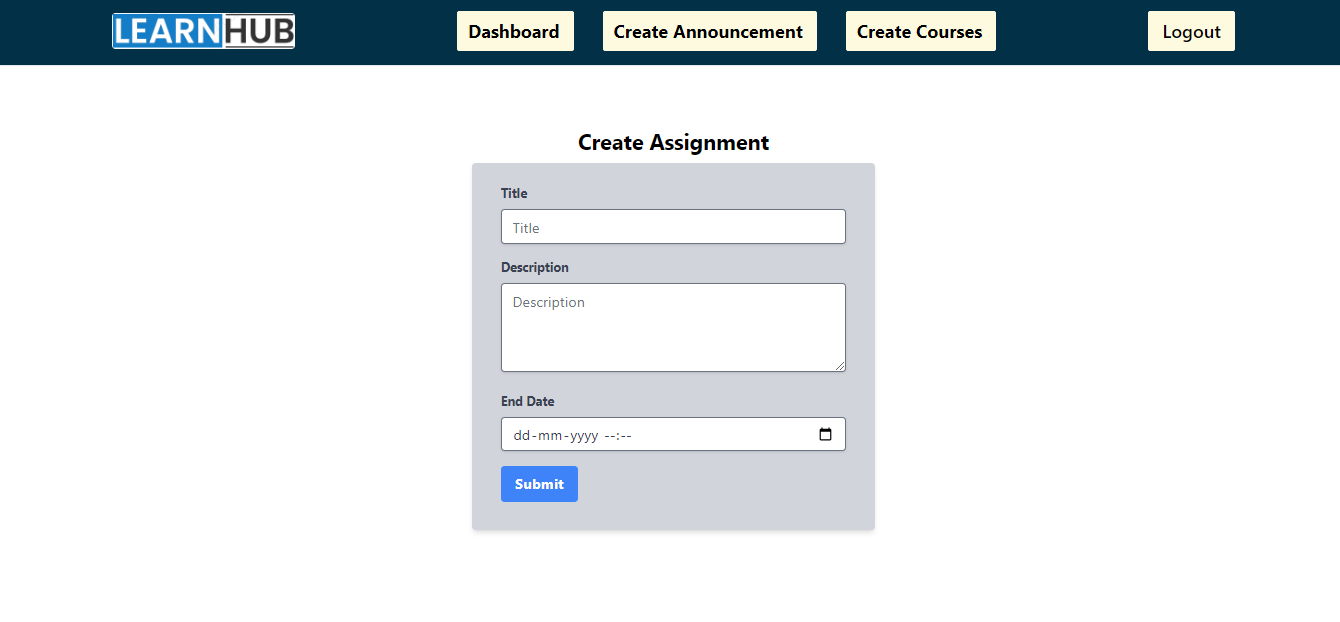 LEARNHUB Dashboard Create Announcement Create Courses Logout
Create Assignment
Title
Title
Description
Description
End Date
dd-mm-yyyy --:--
Submit